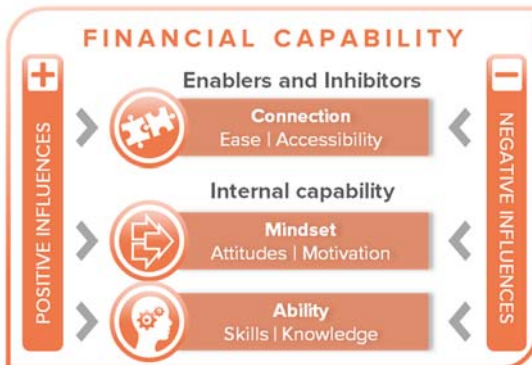 FINANCIAL CAPABILITY
Enablers and Inhibitors
Connection
Ease | Accessibility
Internal capability
Mindset
Attitudes | Motivation
Ability
Skills | Knowledge
POSITIVE INFLUENCES
NEGATIVE INFLUENCES